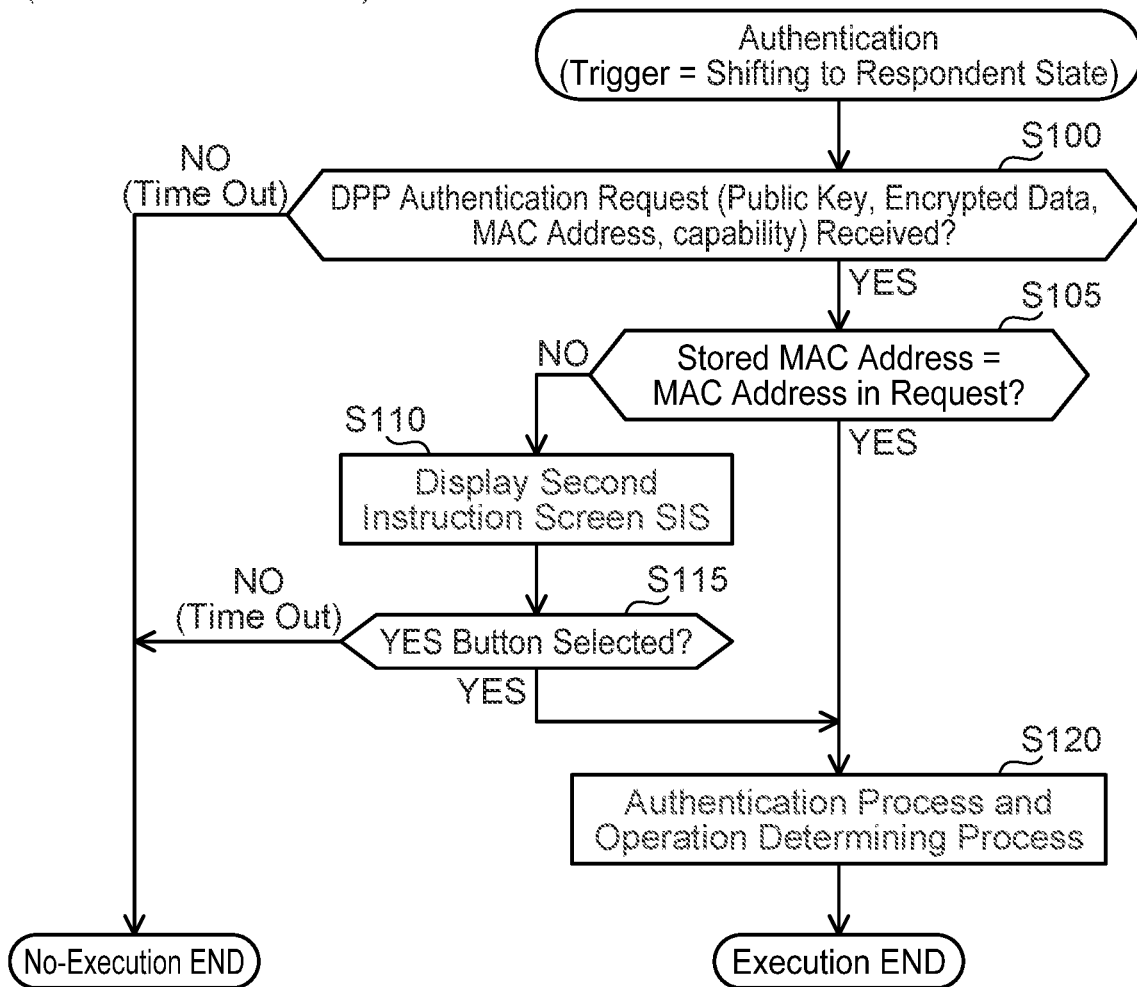 Authentication
(Trigger = Shifting to Respondent State)
S100
NO
(Time Out)
DPP Authentication Request (Public Key, Encrypted Data,
MAC Address, capability) Received?
YES
S105
NO
Stored MAC Address =
MAC Address in Request?
YES
S110
Display Second
Instruction Screen SIS
NO
(Time Out)
S115
YES Button Selected?
YES
S120
Authentication Process and
Operation Determining Process
No-Execution END
Execution END